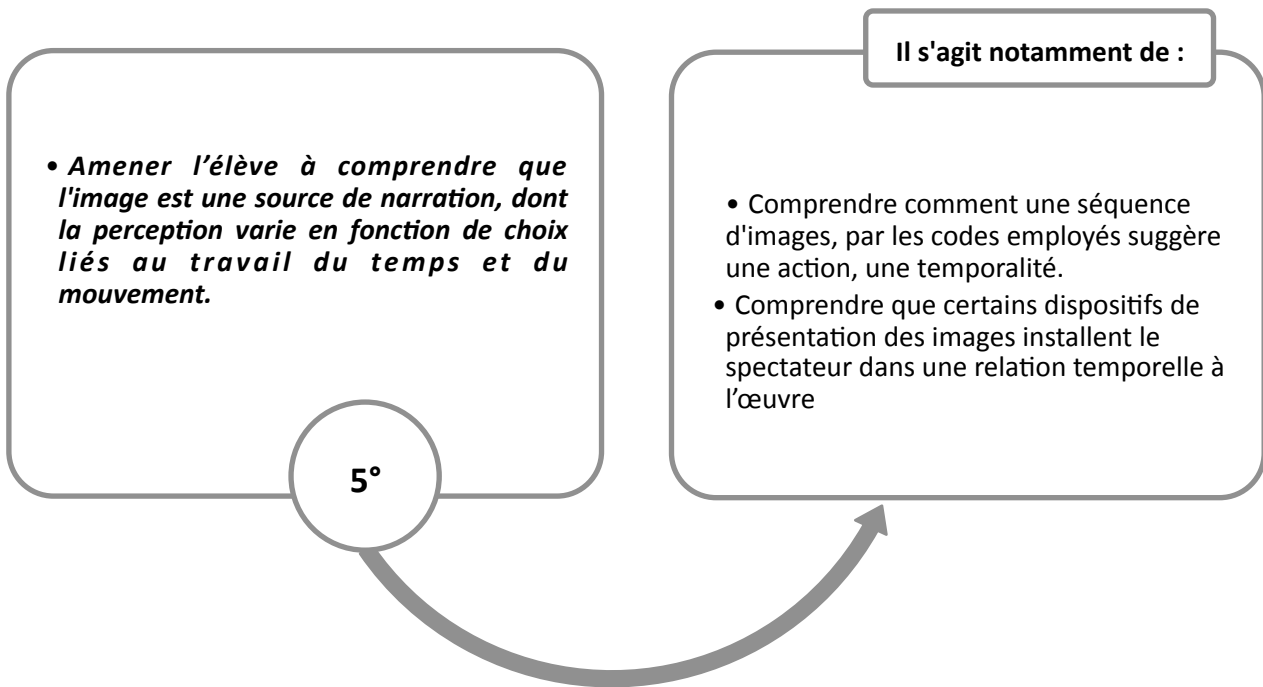 • Amener l’élève à comprendre que
l'image est une source de narration, dont
la perception varie en fonction de choix
liés au travail du temps et du
mouvement.
5°
Il s'agit notamment de :
• Comprendre comment une séquence
d'images, par les codes employés suggère
une action, une temporalité.
• Comprendre que certains dispositifs de
présentation des images installent le
spectateur dans une relation temporelle à
l’œuvre